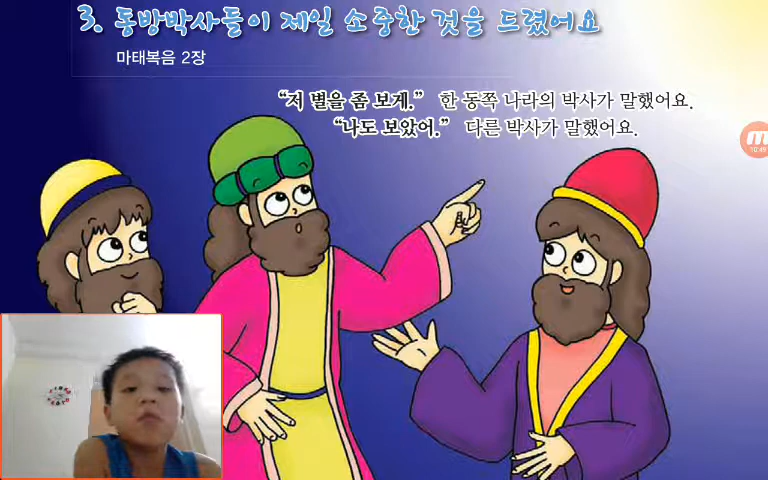 3. 동방박사들이 제일 소중한 것을 드렸어요
마태복음 2장
“저 별을 좀 보게.” 한 동쪽 나라의 박사가 말했어요.
“나도 보았어.” 다른 박사가 말했어요.
10:49